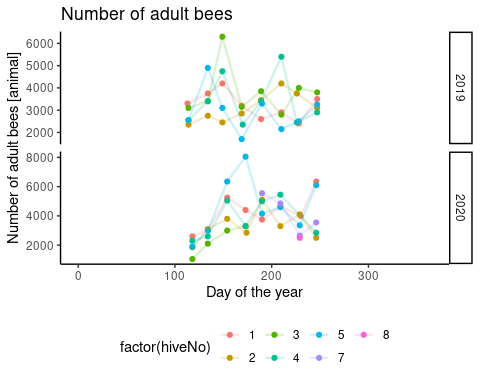 Number of adult bees
Number of adult bees [animal]
6000
5000
4000
3000
2000
2019
8000
6000
4000
2000
2020
0 100 200 300
Day of the year
factor(hiveNo)
1 3 5 8
2 4 7